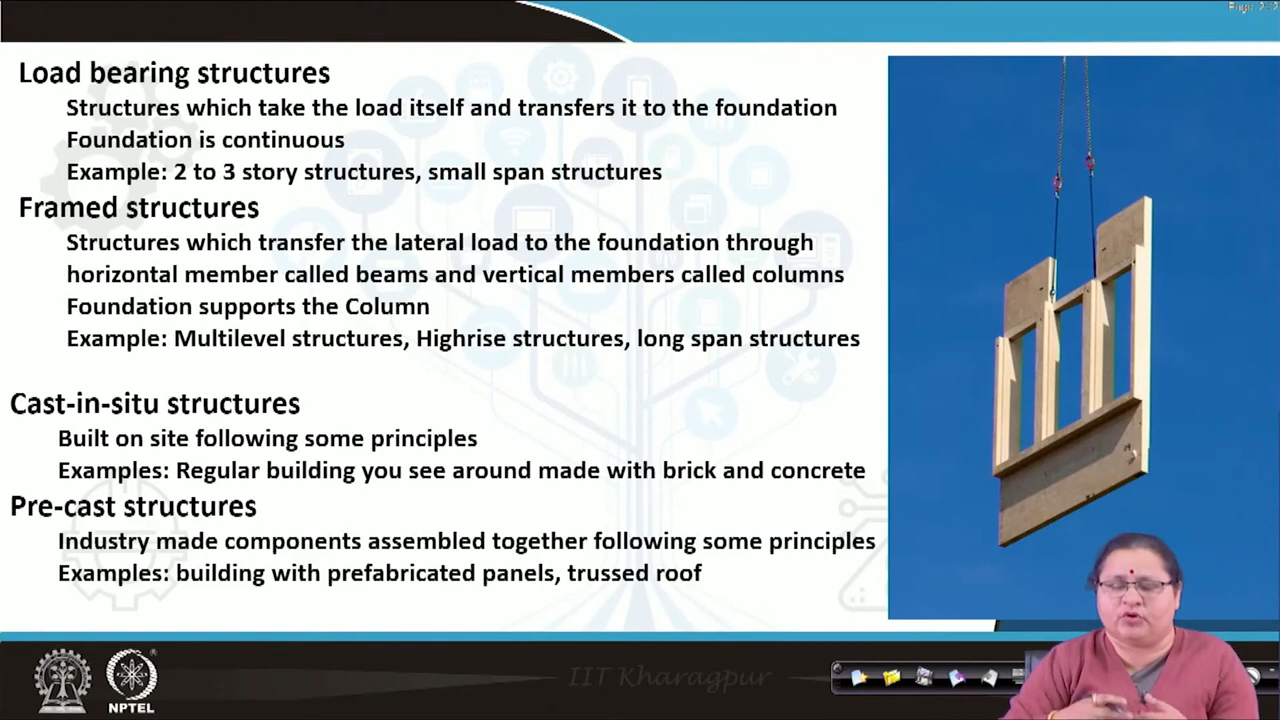 Load bearing structures
Structures which take the load itself and transfers it to the foundation
Foundation is continuous
Example: 2 to 3 story structures, small span structures
Framed structures
Structures which transfer the lateral load to the foundation through
horizontal member called beams and vertical members called columns
Foundation supports the Column
Example: Multilevel structures, Highrise structures, long span structures
Cast-in-situ structures
Built on site following some principles
Examples: Regular building you see around made with brick and concrete
Pre-cast structures
Industry made components assembled together following some principles
Examples: building with prefabricated panels, trussed roof
IIT Kharagpur
NPTEL